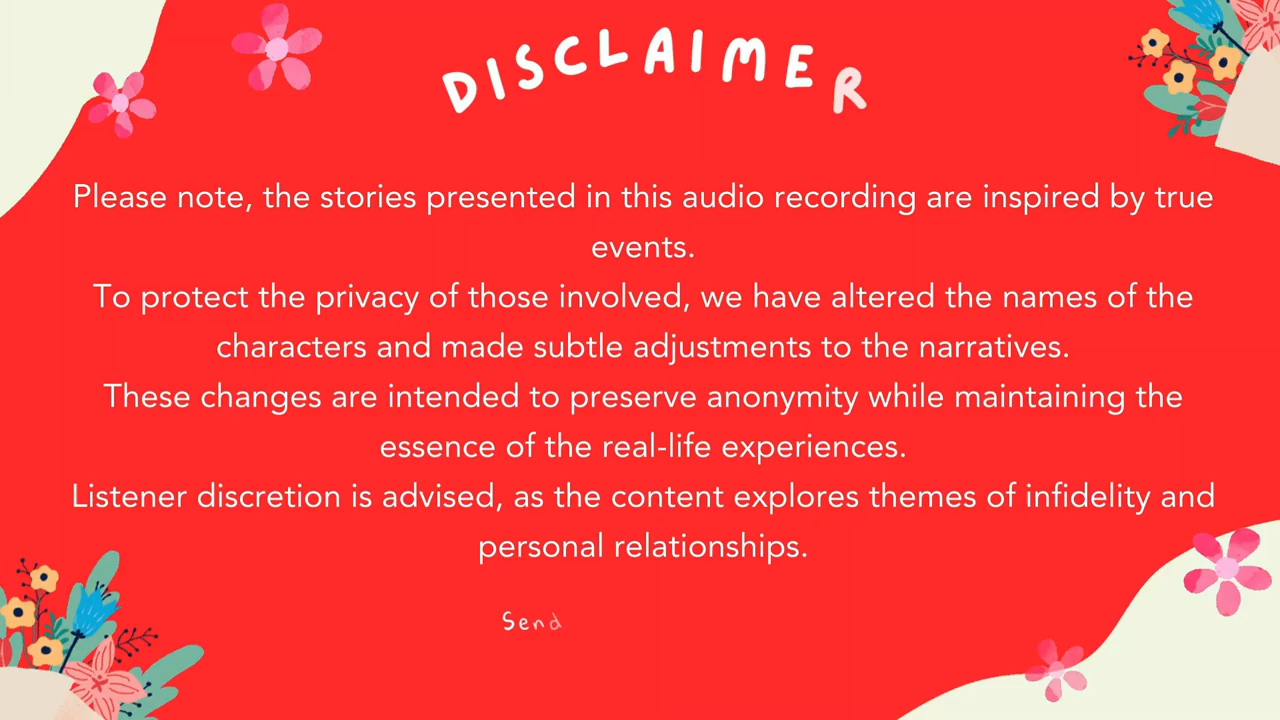 DISCLAIMER
Please note, the stories presented in this audio recording are inspired by true
events.
To protect the privacy of those involved, we have altered the names of the
characters and made subtle adjustments to the narratives.
These changes are intended to preserve anonymity while maintaining the
essence of the real-life experiences.
Listener discretion is advised, as the content explores themes of infidelity and
personal relationships.
Send